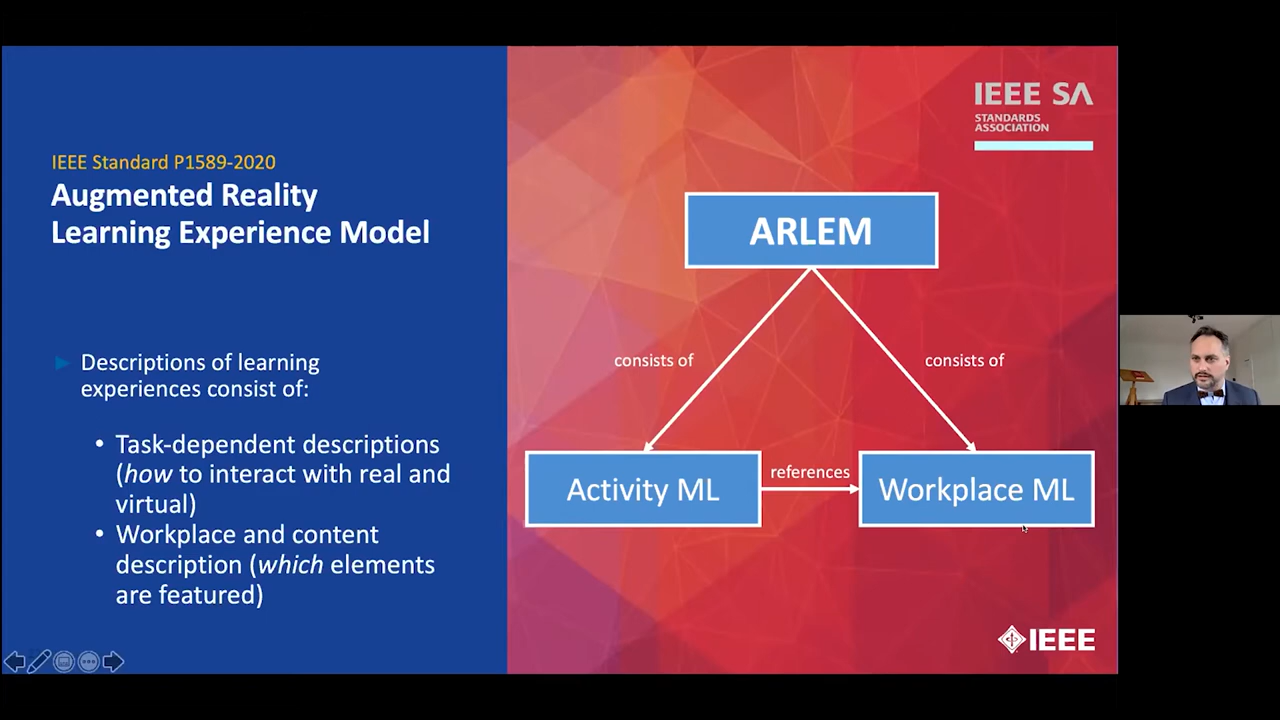 IEEE Standard P1589-2020
Augmented Reality
Learning Experience Model
Descriptions of learning
experiences consist of:
• Task-dependent descriptions
(how to interact with real and
virtual)
• Workplace and content
description (which elements
are featured)
IEEE SA
STANDARDS
ASSOCIATION
ARLEM
consists of
consists of
Activity ML
references
Workplace ML
IEEE